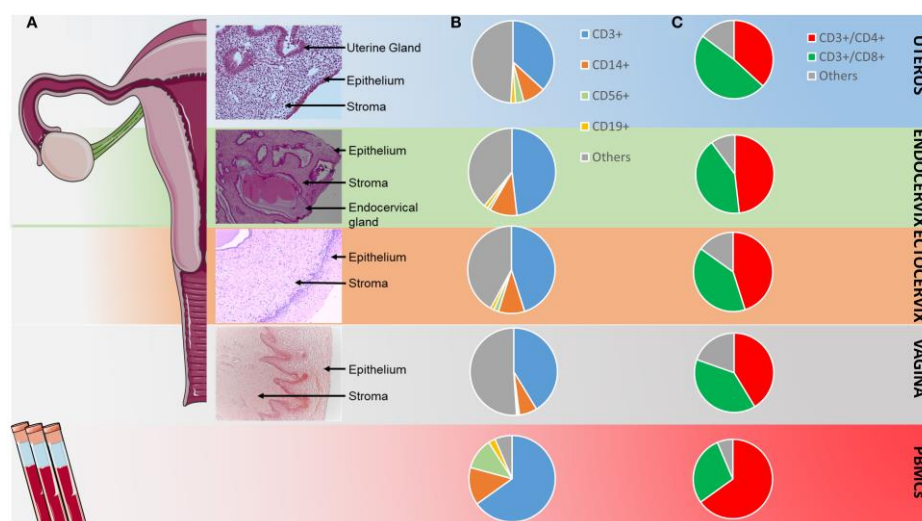 A
B
C
Uterine Gland
Epithelium
Stroma
CD3+
CD14+
CD56+
CD19+
Others
CD3+/CD4+
CD3+/CD8+
Others
UTERUS
Epithelium
Stroma
Endocervical
gland
ENDOCERVIX
Epithelium
Stroma
ECTOCERVIX
Epithelium
Stroma
VAGINA
PBMCs